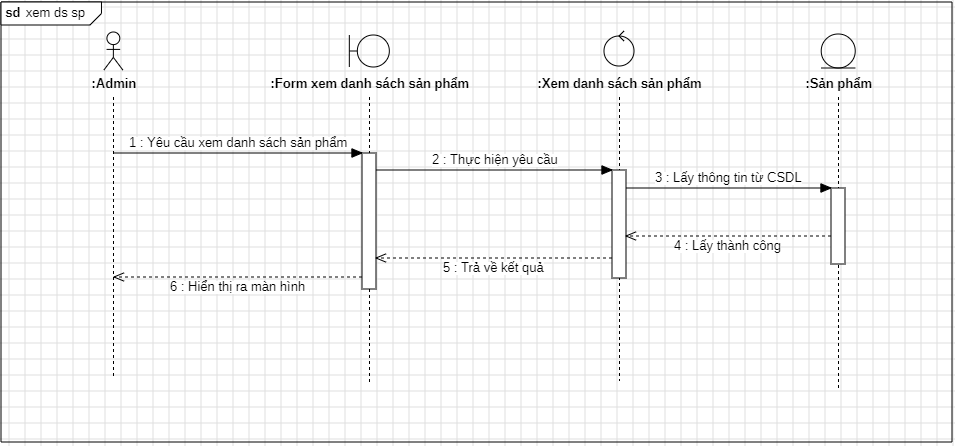 sd xem ds sp
:Admin
:Form xem danh sách sản phẩm
:Xem danh sách sản phẩm
:Sản phẩm
1 : Yêu cầu xem danh sách sản phẩm
2 : Thực hiện yêu cầu
3 : Lấy thông tin từ CSDL
4 : Lấy thành công
5 : Trả về kết quả
6 : Hiển thị ra màn hình